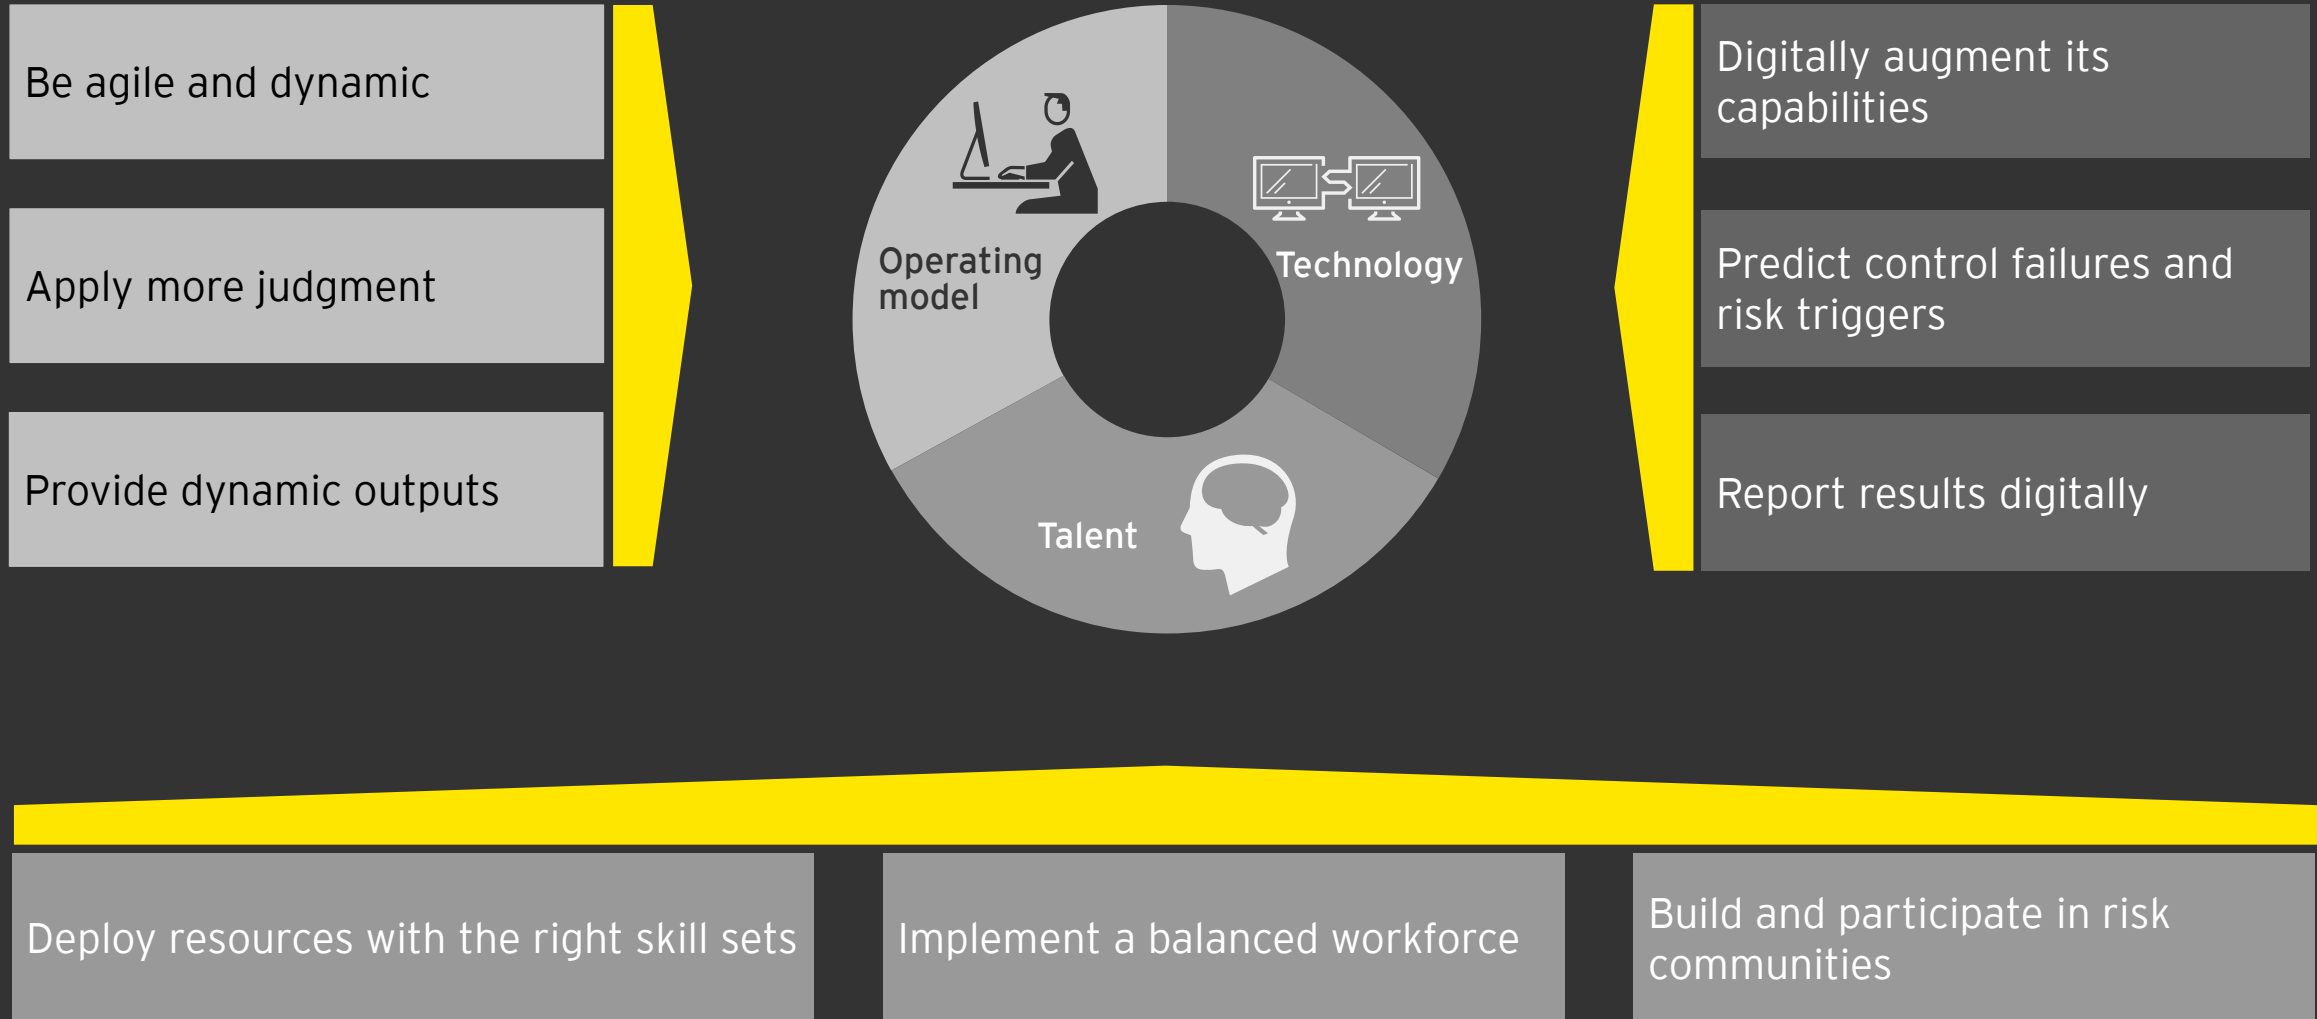 Be agile and dynamic
Apply more judgment
Provide dynamic outputs
Operating
model
Technology
Talent
Digitally augment its
capabilities
Predict control failures and
risk triggers
Report results digitally
Deploy resources with the right skill sets
Implement a balanced workforce
Build and participate in risk
communities